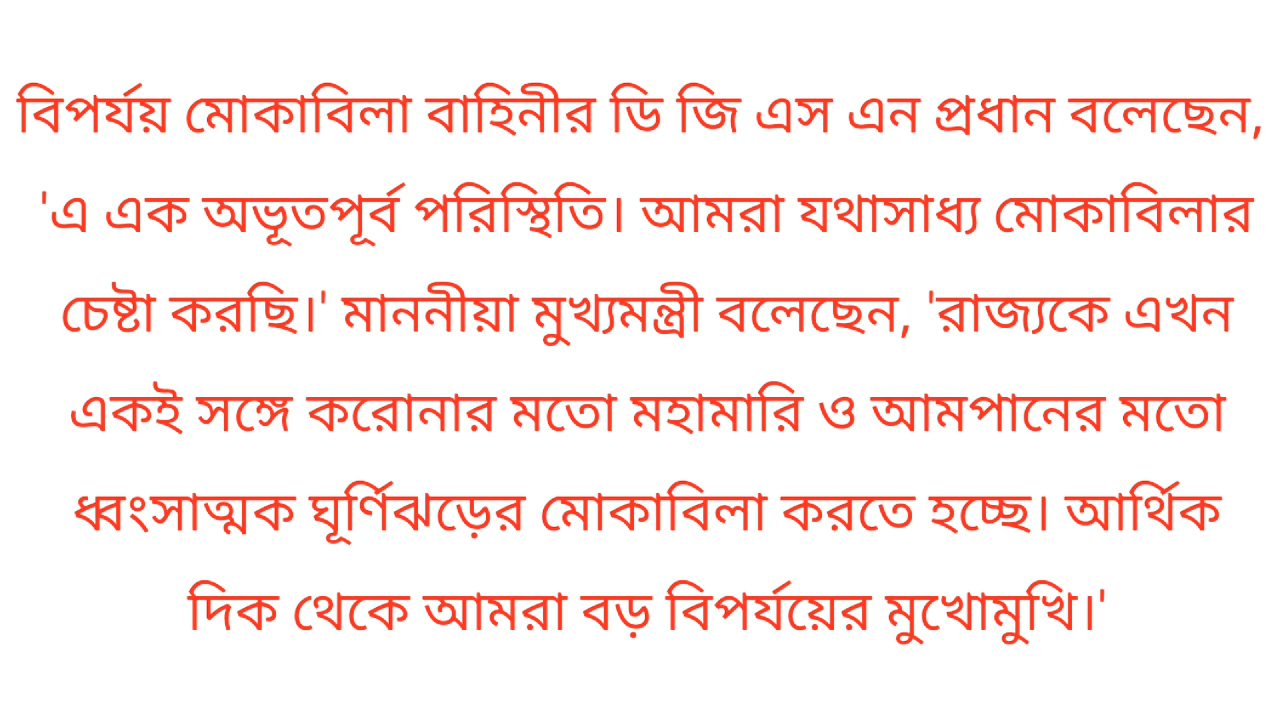 বিপর্যয় মোকাবিলা বাহিনীর ডি জি এস এন প্রধান বলেছেন,
'এ এক অভূতপূর্ব পরিস্থিতি। আমরা যথাসাধ্য মোকাবিলার
চেষ্টা করছি।' মাননীয়া মুখ্যমন্ত্রী বলেছেন, 'রাজ্যকে এখন
একই সঙ্গে করোনার মতো মহামারি ও আমপানের মতো
ধ্বংসাত্মক ঘূর্ণিঝড়ের মোকাবিলা করতে হচ্ছে। আর্থিক
দিক থেকে আমরা বড় বিপর্যয়ের মুখোমুখি।'